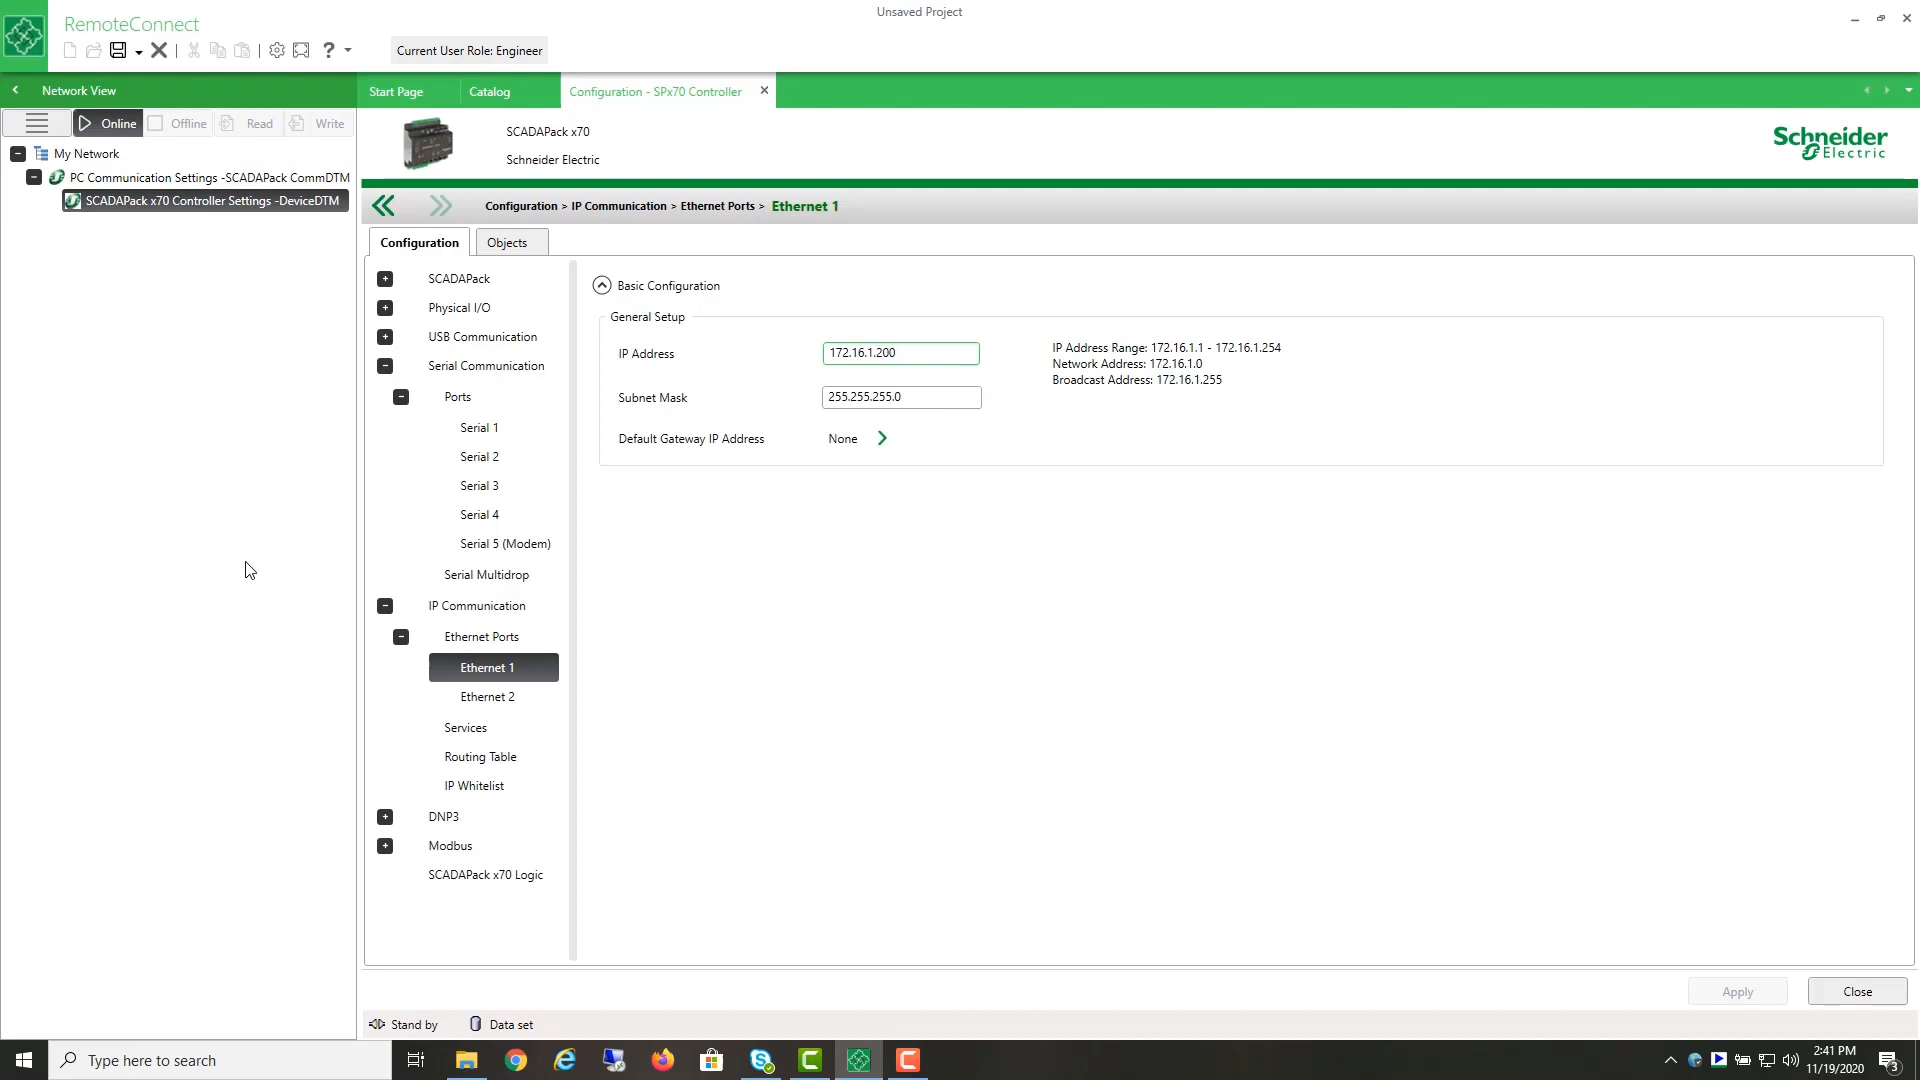 Unsaved Project
RemoteConnect
Current User Role: Engineer
Network View
Start Page
Catalog
Configuration - SPx70 Controller
Online
Offline
Read
Write
My Network
PC Communication Settings -SCADAPack CommDTM
SCADAPack x70 Controller Settings -DeviceDTM
SCADAPack x70
Schneider Electric
Schneider
Electric
Configuration > IP Communication > Ethernet Ports > Ethernet 1
Configuration
Objects
SCADAPack
Physical I/O
USB Communication
Serial Communication
Ports
Serial 1
Serial 2
Serial 3
Serial 4
Serial 5 (Modem)
Serial Multidrop
IP Communication
Ethernet Ports
Ethernet 1
Ethernet 2
Services
Routing Table
IP Whitelist
DNP3
Modbus
SCADAPack x70 Logic
Basic Configuration
General Setup
IP Address
172.16.1.200
IP Address Range: 172.16.1.1 - 172.16.1.254
Network Address: 172.16.1.0
Broadcast Address: 172.16.1.255
Subnet Mask
255.255.255.0
Default Gateway IP Address
None
Apply
Close
Stand by
Data set
Type here to search
2:41 PM
11/19/2020
3